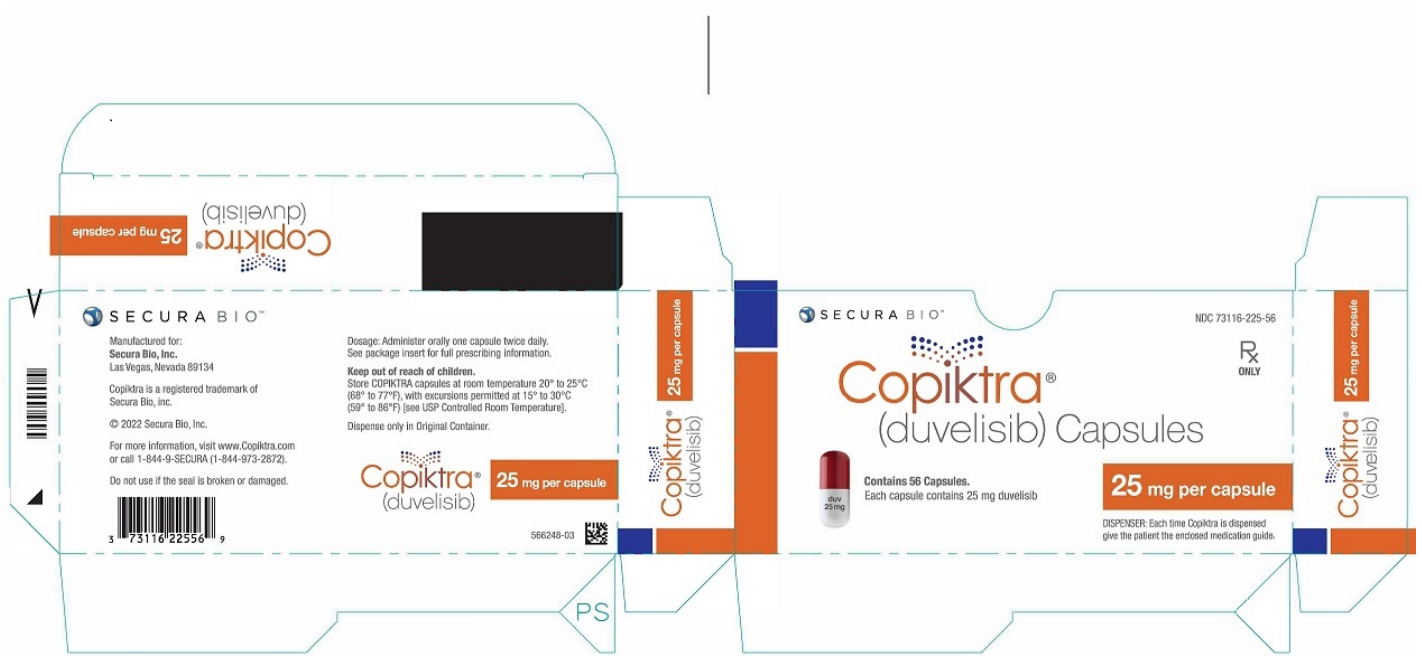 Copiktra®
(duvelisib)
25 mg per capsule
SECURA BIO™
Manufactured for:
Secura Bio, Inc.
Las Vegas, Nevada 89134
Copiktra is a registered trademark of
Secura Bio, inc.
© 2022 Secura Bio, Inc.
For more information, visit www.Copiktra.com
or call 1-844-9-SECURA (1-844-973-2872).
Do not use if the seal is broken or damaged.
3 73116 22556 9
Dosage: Administer orally one capsule twice daily.
See package insert for full prescribing information.
Keep out of reach of children.
Store COPIKTRA capsules at room temperature 20° to 25°C
(68° to 77°F), with excursions permitted at 15° to 30°C
(59° to 86°F) [see USP Controlled Room Temperature].
Dispense only in Original Container.
Copiktra®
(duvelisib)
25 mg per capsule
566248-03
PS
Copiktra®
(duvelisib)
25 mg per capsule
SECURA BIO™
NDC 73116-225-56
Rx
ONLY
Copiktra®
(duvelisib) Capsules
duv
25 mg
Contains 56 Capsules.
Each capsule contains 25 mg duvelisib
25 mg per capsule
DISPENSER: Each time Copiktra is dispensed
give the patient the enclosed medication guide.
Copiktra®
(duvelisib)
25 mg per capsule